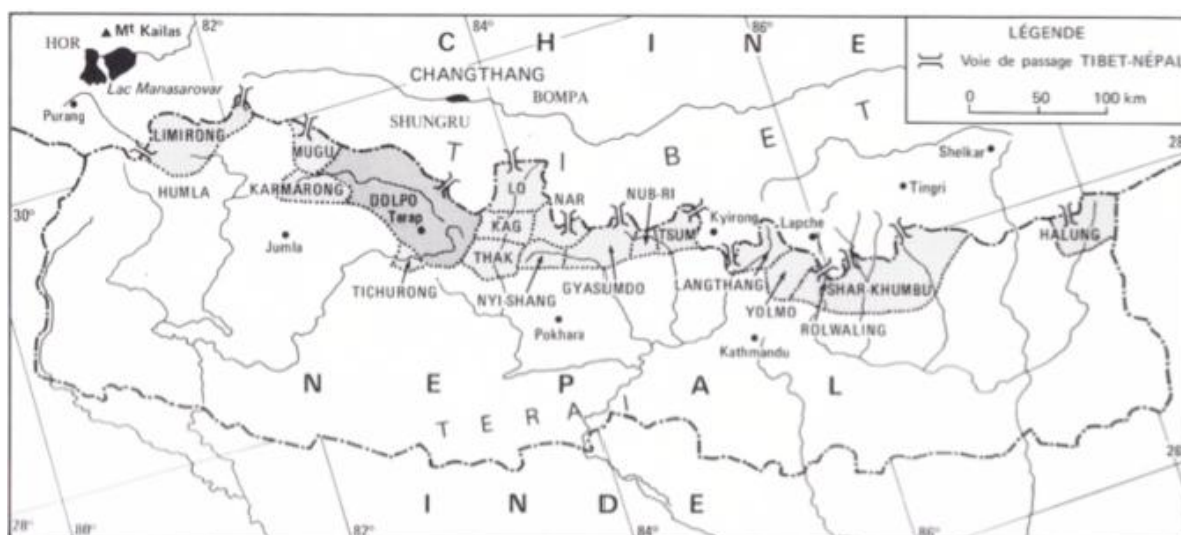 82°
84°
86°
LÉGENDE
Voie de passage TIBET-NÉPAL
0 50 100 km
HOR
Mt Kailas
Lac Manasarovar
Purang
C H I N E
CHANGTHANG
BOMPA
SHUNGRU
T I B E T
LIMIRONG
MUGU
HUMLA
KARMARONG
DOLPO
Tarap
LO
NAR
NUB-RI
KAG
TSUM
Kyirong
Lapche
Shelkar
Tingri
28°
30°
Jumla
THAK
TICHURONG
NYI-SHANG
GYASUMDO
LANGTHANG
YOLMO
SHAR-KHUMBU
ROLWALING
HALUNG
Pokhara
Kathmandu
N E P A L
T E R A I
I N D E
28°
80°
82°
84°
86°